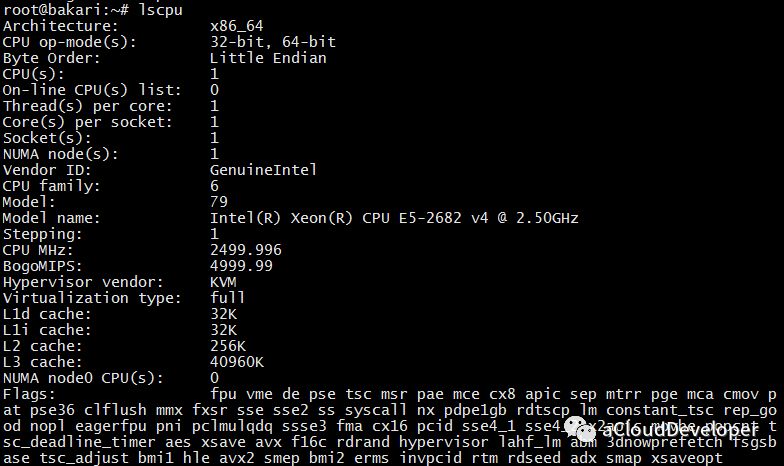 root@bakari:~# lscpu
Architecture:          x86_64
CPU op-mode(s):        32-bit, 64-bit
Byte Order:            Little Endian
CPU(s):                1
On-line CPU(s) list:   0
Thread(s) per core:    1
Core(s) per socket:    1
Socket(s):             1
NUMA node(s):          1
Vendor ID:             GenuineIntel
CPU family:            6
Model:                 79
Model name:            Intel(R) Xeon(R) CPU E5-2682 v4 @ 2.50GHz
Stepping:              1
CPU MHz:               2499.996
BogoMIPS:              4999.99
Hypervisor vendor:     KVM
Virtualization type:   full
L1d cache:             32K
L1i cache:             32K
L2 cache:              256K
L3 cache:              40960K
NUMA node0 CPU(s):     0
Flags:                 fpu vme de pse tsc msr pae mce cx8 apic sep mtrr pge mca cmov p
at pse36 clflush mmx fxsr sse sse2 ss syscall nx pdpe1gb rdtscp lm constant_tsc rep_go
od nopl eagerfpu pni pclmulqdq ssse3 fma cx16 pcid sse4_1 t
sc_deadline_timer aes xsave avx f16c rdrand hypervisor lahf_lm abm 3dnowprefetch fsgsb
ase tsc_adjust bmi1 hle avx2 smep bmi2 erms invpcid rtm rdseed adx smap xsaveopt
aCloudDeveloper